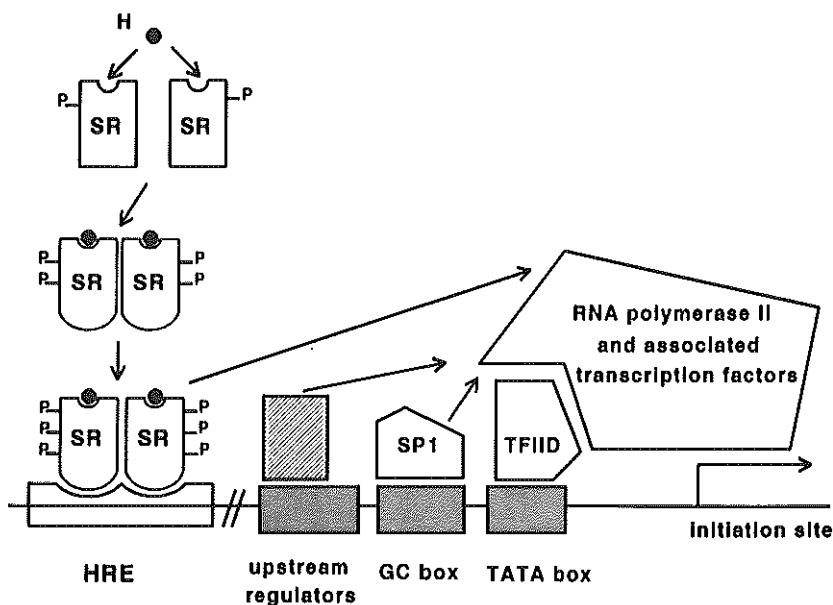 H
P SR SR P
P P
P SR SR P
RNA polymerase II
and associated
transcription factors
P P
P SR SR P
P P
SP1 TFIID
initiation site
HRE upstream GC box TATA box
regulators